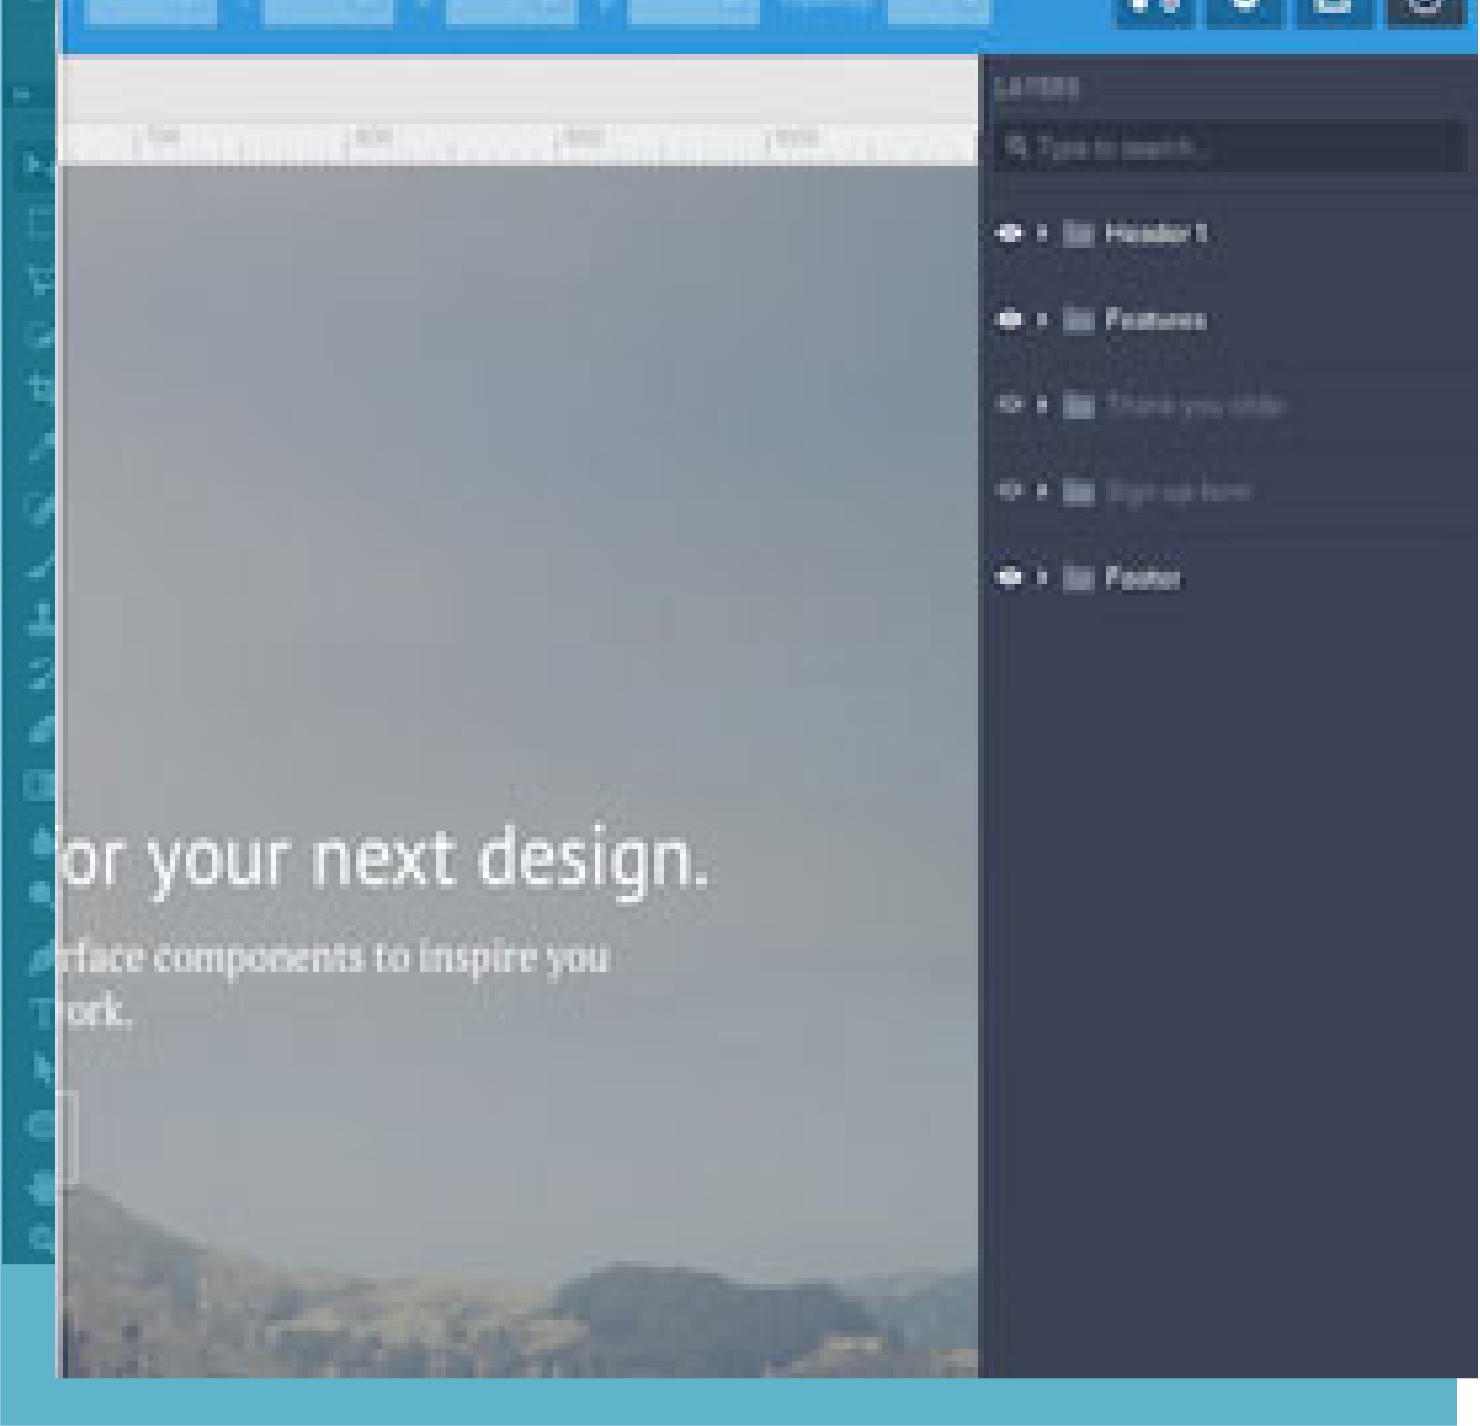 LAYERS
Type to search...
Header 1
Features
Thank you slide
Sign up form
Footer
or your next design.
rface components to inspire you
ork.